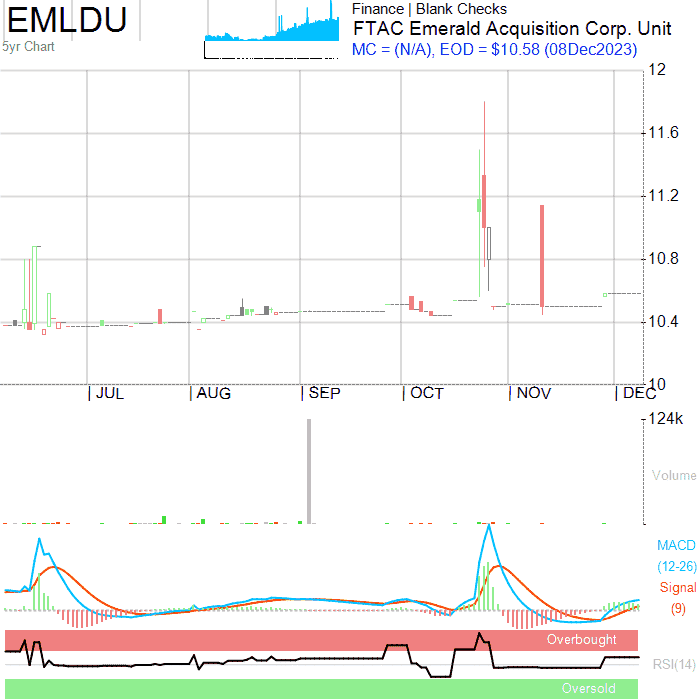 EMLDU
5yr Chart
Finance | Blank Checks
FTAC Emerald Acquisition Corp. Unit
MC = (N/A), EOD = $10.58 (08Dec2023)
12
11.6
11.2
10.8
10.4
10
| JUL | AUG | SEP | OCT | NOV | DEC
124k
Volume
MACD
(12-26)
Signal
(9)
Overbought
RSI(14)
Oversold